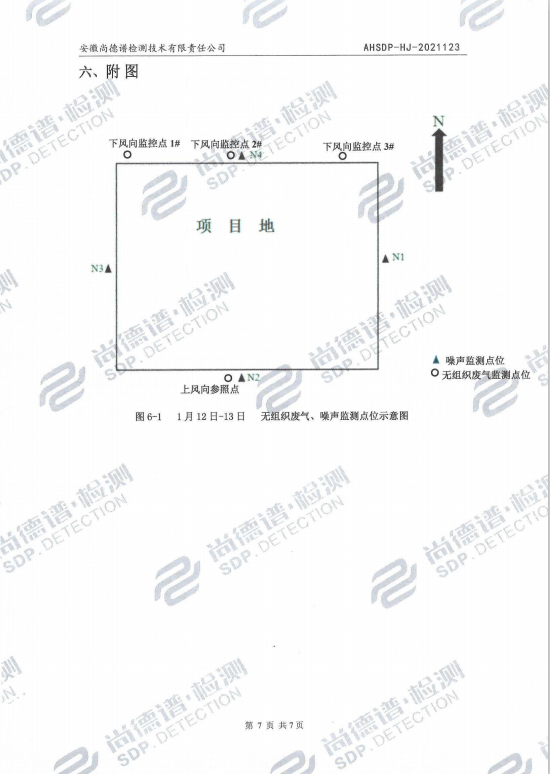 安徽尚德谱检测技术有限责任公司 AHSDP-HJ-2021123
六、附图
N
下风向监控点 1# 下风向监控点 2# 下风向监控点 3#
N4
项 目 地
N3 N1
N2
上风向参照点
噪声监测点位
无组织废气监测点位
图 6-1 1 月 12 日-13 日 无组织废气、噪声监测点位示意图
第 7 页 共 7 页
尚德谱·检测
SDP.DETECTION